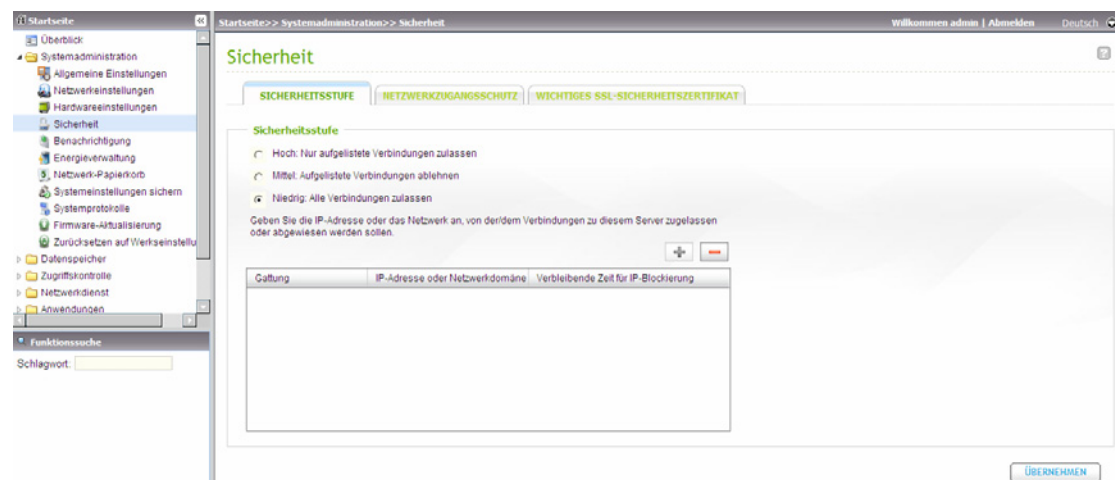 Startseite
Startseite>> Systemadministration>> Sicherheit
Willkommen admin | Abmelden
Deutsch
Überblick
Systemadministration
Allgemeine Einstellungen
Netzwerkeinstellungen
Hardwareeinstellungen
Sicherheit
Benachrichtigung
Energieverwaltung
Netzwerk-Papierkorb
Systemeinstellungen sichern
Systemprotokolle
Firmware-Aktualisierung
Zurücksetzen auf Werkseinstellu
Datenspeicher
Zugriffskontrolle
Netzwerkdienst
Anwendungen
Funktionssuche
Schlagwort:
Sicherheit
SICHERHEITSSTUFE
NETZWERKZUGANGSSCHUTZ
WICHTIGES SSL-SICHERHEITSZERTIFIKAT
Sicherheitsstufe
Hoch: Nur aufgelistete Verbindungen zulassen
Mittel: Aufgelistete Verbindungen ablehnen
Niedrig: Alle Verbindungen zulassen
Geben Sie die IP-Adresse oder das Netzwerk an, von der/dem Verbindungen zu diesem Server zugelassen
oder abgewiesen werden sollen.
Gattung
IP-Adresse oder Netzwerkdomäne
Verbleibende Zeit für IP-Blockierung
ÜBERNEHMEN